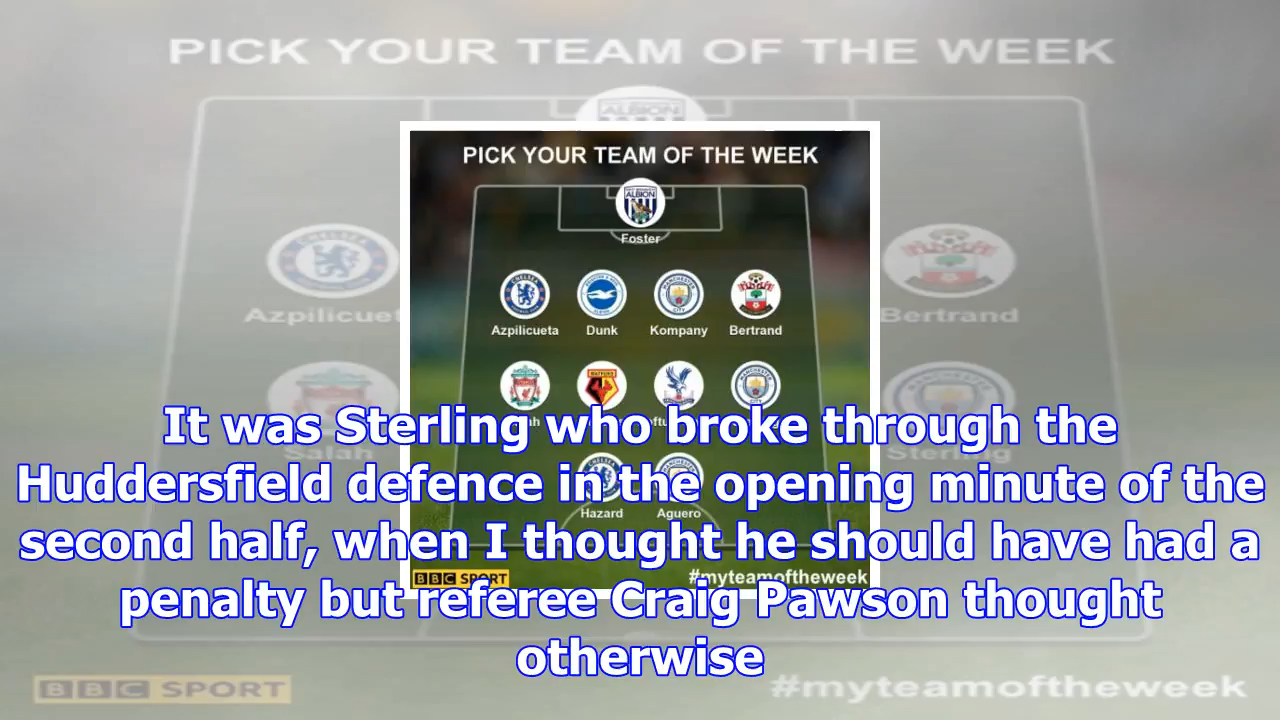 PICK YOUR TEAM OF THE WEEK
ALBION
PICK YOUR TEAM OF THE WEEK
ALBION
Foster
Azpilicueta Dunk Kompany Bertrand
Azpilicuet Bertrand
Salah Sterling
Hazard Aguero
It was Sterling who broke through the
Huddersfield defence in the opening minute of the
second half, when I thought he should have had a
penalty but referee Craig Pawson thought
otherwise
BBC SPORT #myteamoftheweek
BBC SPORT #myteamoftheweek